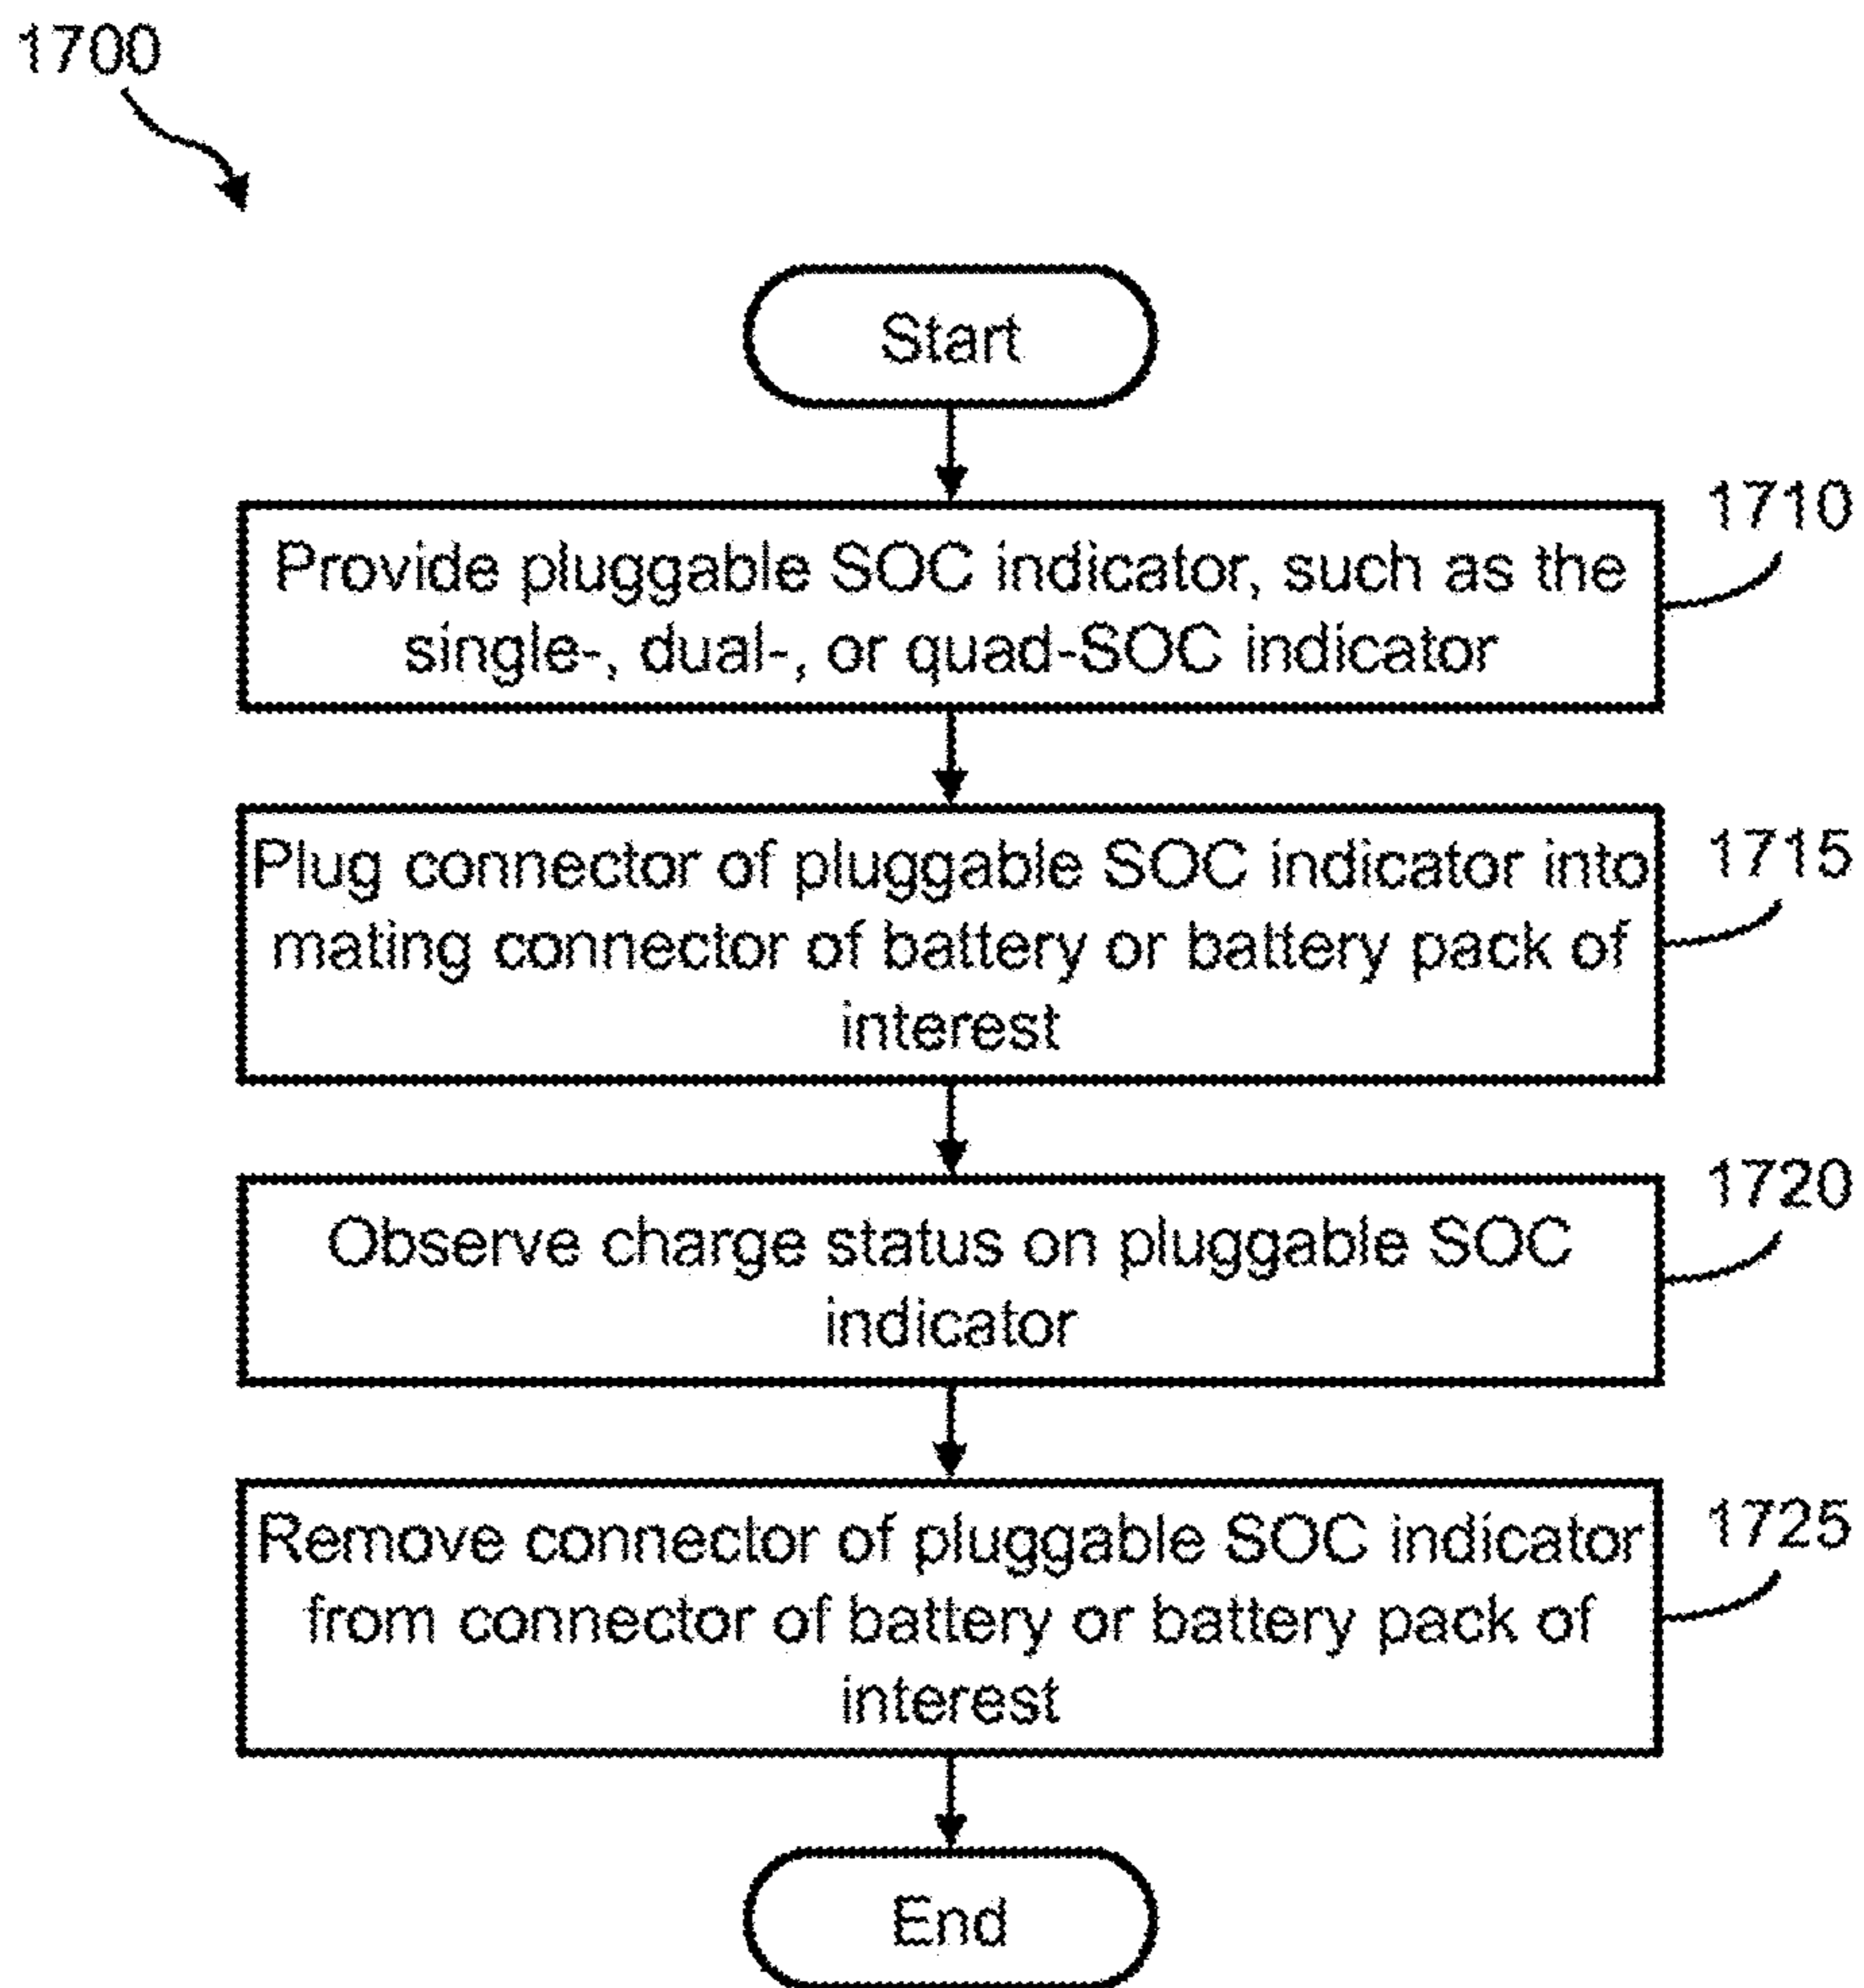 1700
Start
1710
Provide pluggable SOC indicator, such as the
single-, dual-, or quad-SOC indicator
1715
Plug connector of pluggable SOC indicator into
mating connector of battery or battery pack of
interest
1720
Observe charge status on pluggable SOC
indicator
1725
Remove connector of pluggable SOC indicator
from connector of battery or battery pack of
interest
End